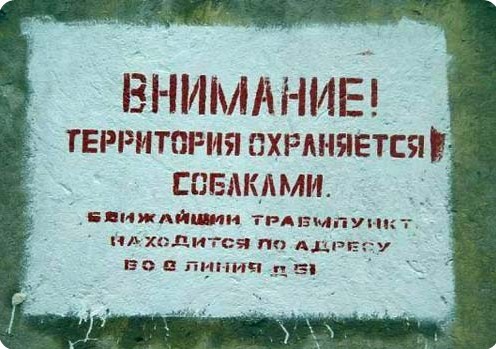 ВНИМАНИЕ!
ТЕРРИТОРИЯ ОХРАНЯЕТСЯ
СОБАКАМИ.
БЛИЖАЙШИЙ ТРАВМПУНКТ
НАХОДИТСЯ ПО АДРЕСУ
ВО 8 ЛИНИЯ Д 51